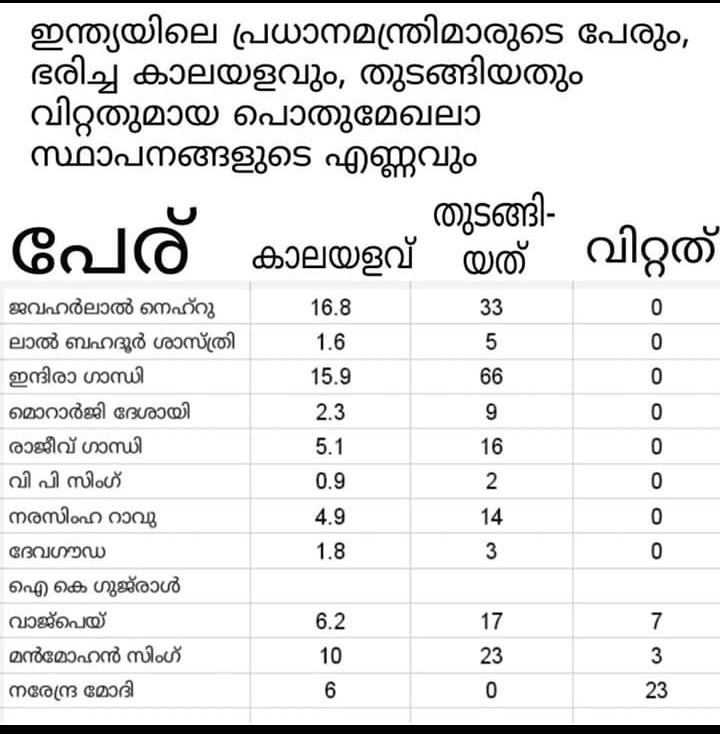 ഇന്ത്യയിലെ പ്രധാനമന്ത്രിമാരുടെ പേരും,
ഭരിച്ച കാലയളവും, തുടങ്ങിയതും
വിറ്റതുമായ പൊതുമേഖലാ
സ്ഥാപനങ്ങളുടെ എണ്ണവും
പേര് കാലയളവ് തുടങ്ങി-
യത് വിറ്റത്
ജവഹർലാൽ നെഹ്റു 16.8 33 0
ലാൽ ബഹദൂർ ശാസ്ത്രി 1.6 5 0
ഇന്ദിരാ ഗാന്ധി 15.9 66 0
മൊറാർജി ദേശായി 2.3 9 0
രാജീവ് ഗാന്ധി 5.1 16 0
വി പി സിംഗ് 0.9 2 0
നരസിംഹ റാവു 4.9 14 0
ദേവഗൗഡ 1.8 3 0
ഐ കെ ഗുജ്റാൾ
വാജ്പെയ് 6.2 17 7
മൻമോഹൻ സിംഗ് 10 23 3
നരേന്ദ്ര മോദി 6 0 23